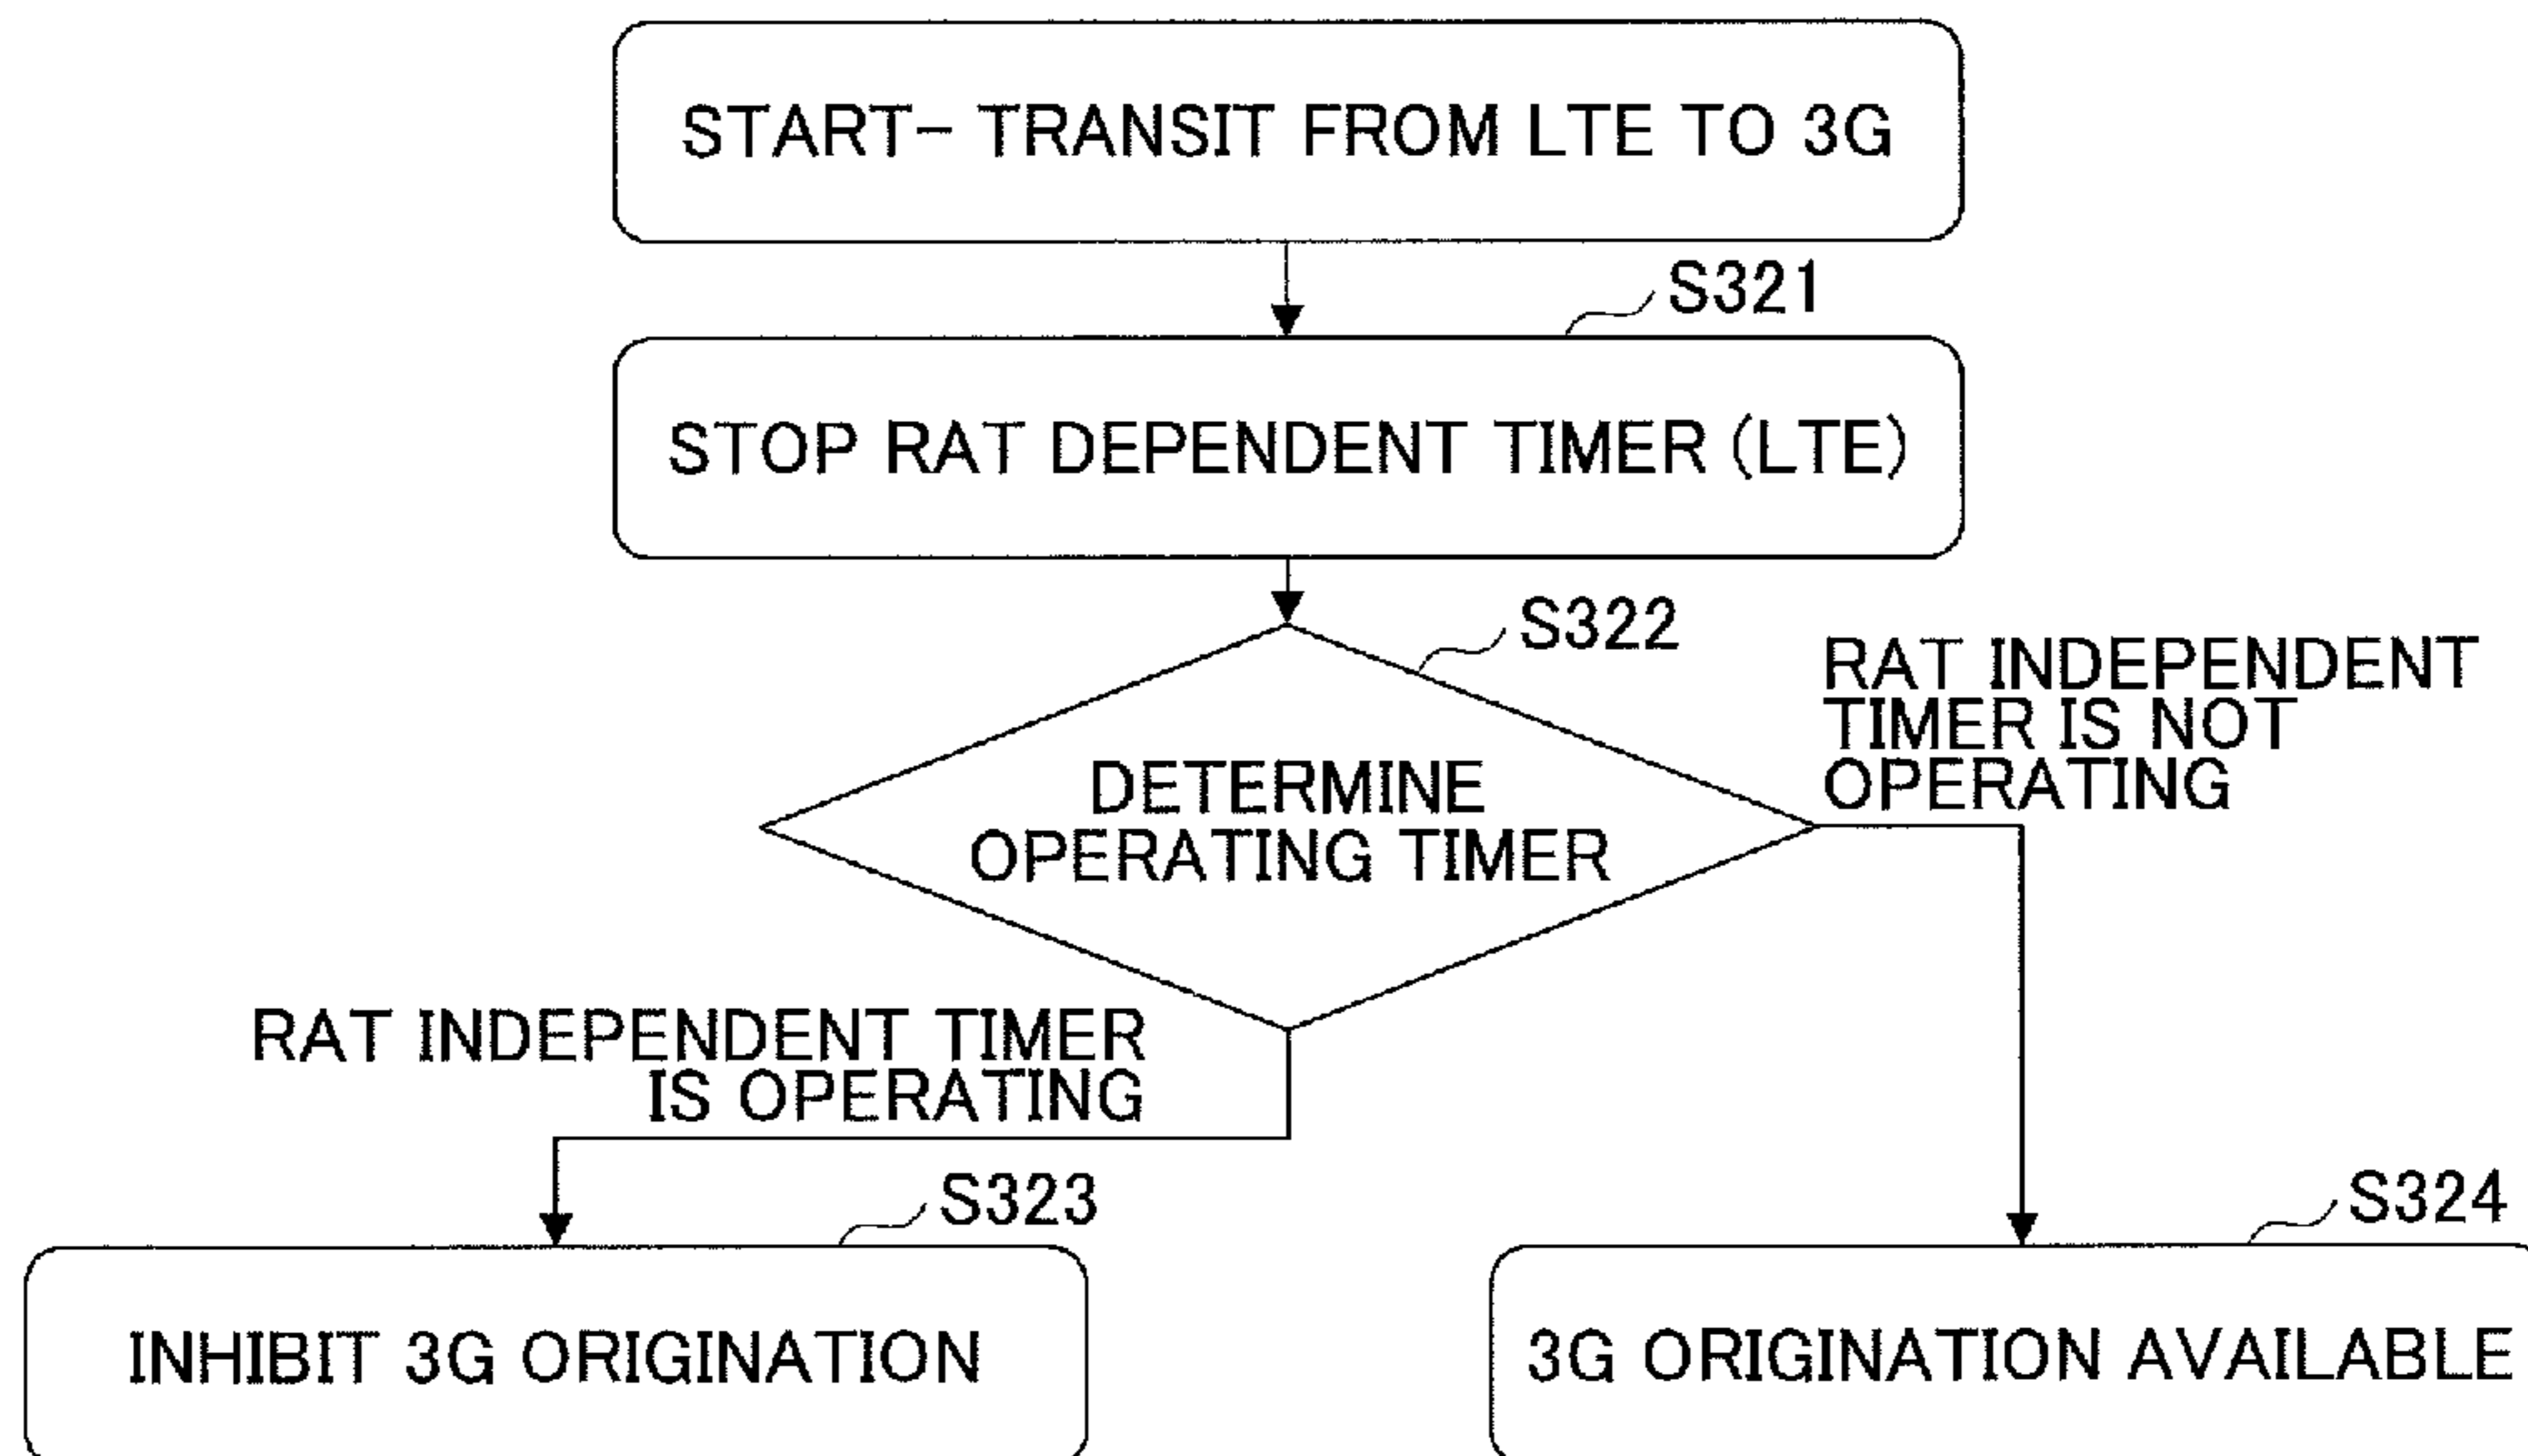 START- TRANSIT FROM LTE TO 3G
S321
STOP RAT DEPENDENT TIMER (LTE)
S322
RAT INDEPENDENT
TIMER IS NOT
OPERATING
DETERMINE
OPERATING TIMER
RAT INDEPENDENT TIMER
IS OPERATING
S323
S324
INHIBIT 3G ORIGINATION
3G ORIGINATION AVAILABLE